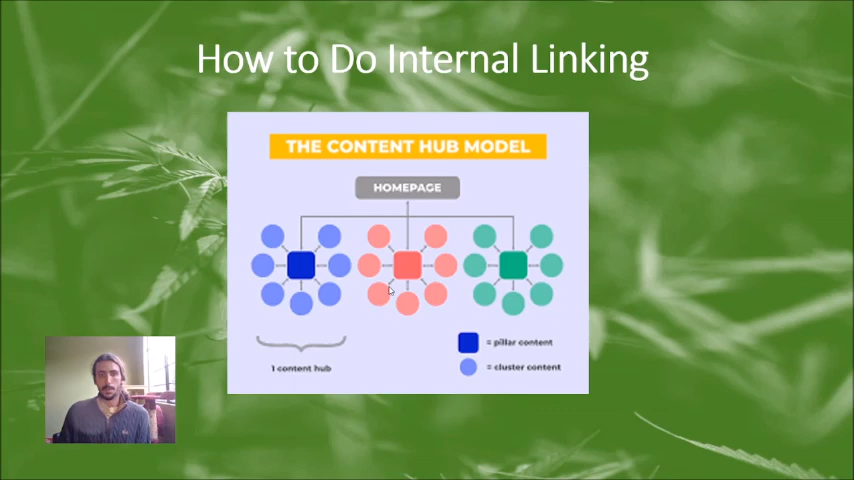 How to Do Internal Linking
THE CONTENT HUB MODEL
HOMEPAGE
= pillar content
1 content hub
= cluster content